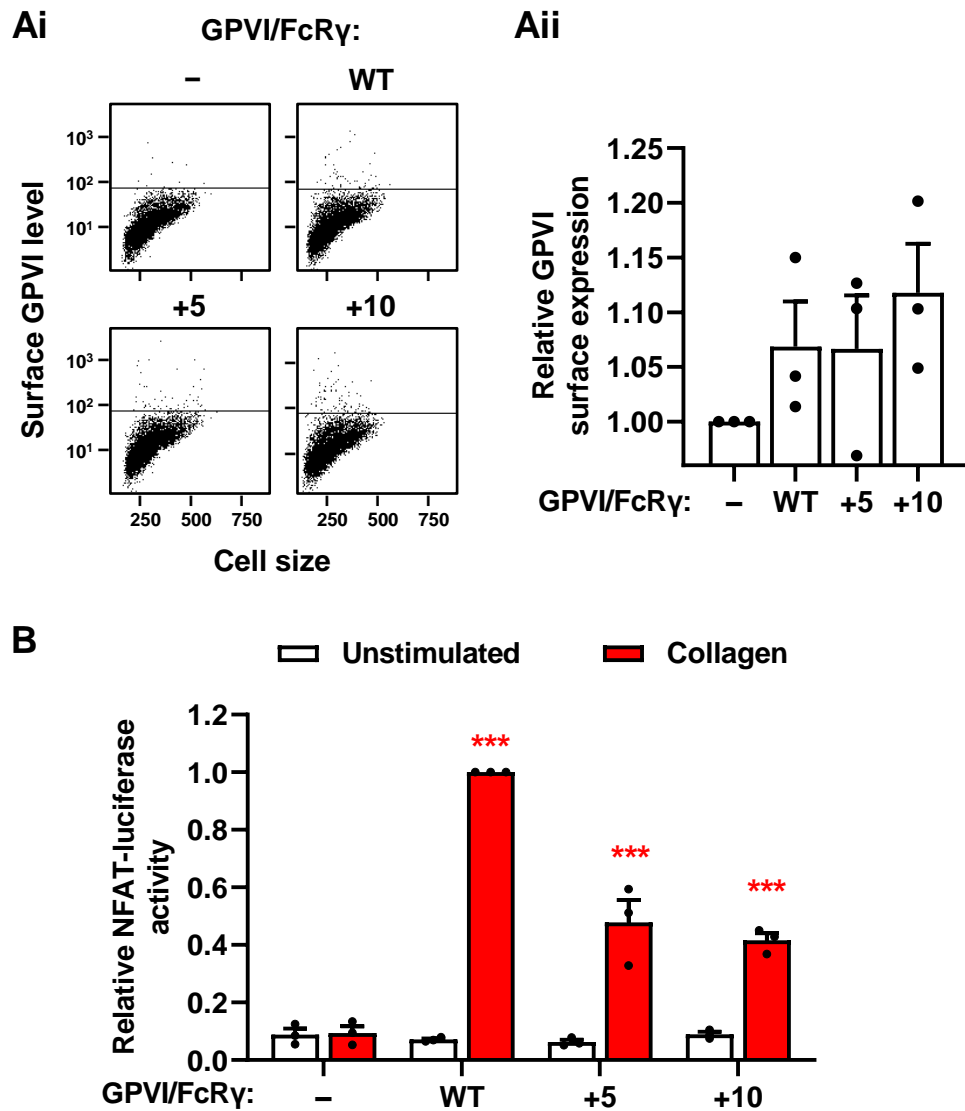 Ai
GPVI/FcRγ:
–
WT
10³
10²
10¹
+5
+10
10³
10²
10¹
250
500
750
250
500
750
Surface GPVI level
Cell size
Aii
Relative GPVI
surface expression
1.25
1.20
1.15
1.10
1.05
1.00
GPVI/FcRγ:
–
WT
+5
+10
B
Unstimulated
Collagen
Relative NFAT-luciferase
activity
1.2
1.0
0.8
0.6
0.4
0.2
0.0
***
***
***
GPVI/FcRγ:
–
WT
+5
+10